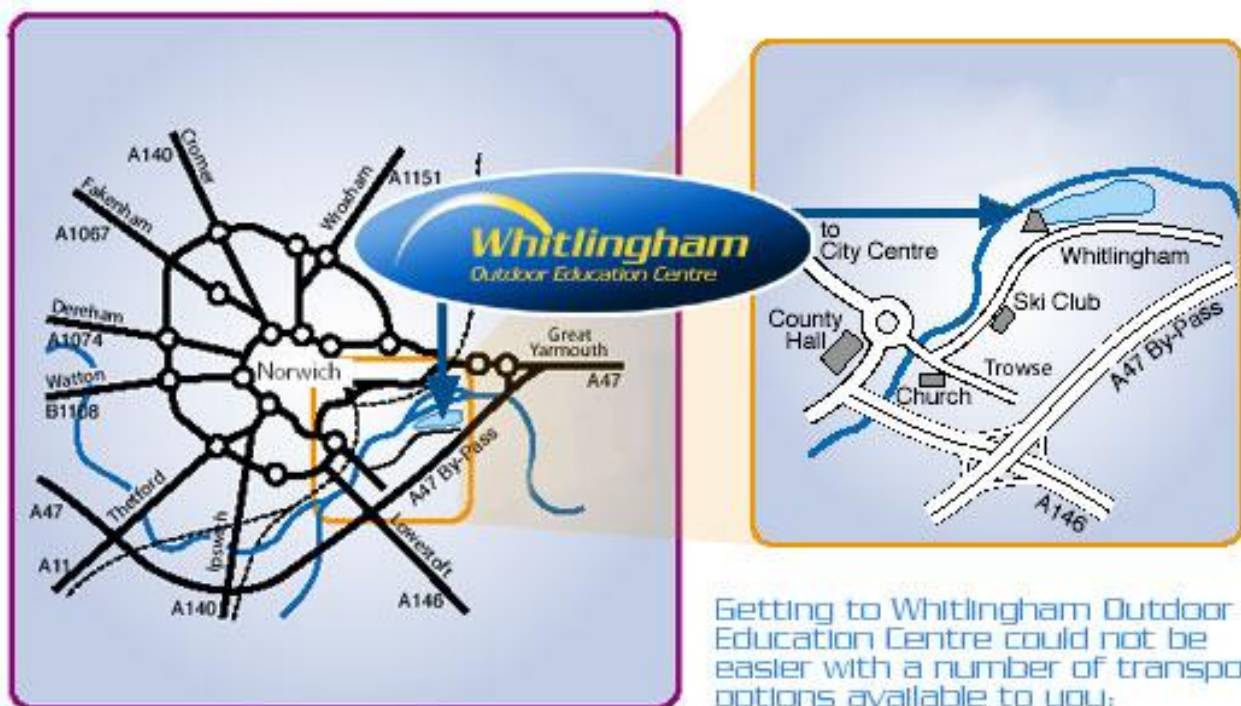 A140
Cromer
Fakenham
A1067
Wroxham
A1151
Whitlingham
Outdoor Education Centre
Dereham
A1074
Watton
B1108
Norwich
Great
Yarmouth
A47
A47 By-Pass
A47
Thetford
A11
Ipswich
A140
Lowestoft
A146
to
City Centre
Whitlingham
Ski Club
County
Hall
Trowse
Church
A47 By-Pass
A146
Getting to Whitlingham Outdoor
Education Centre could not be
easier with a number of transpo
options available to you: